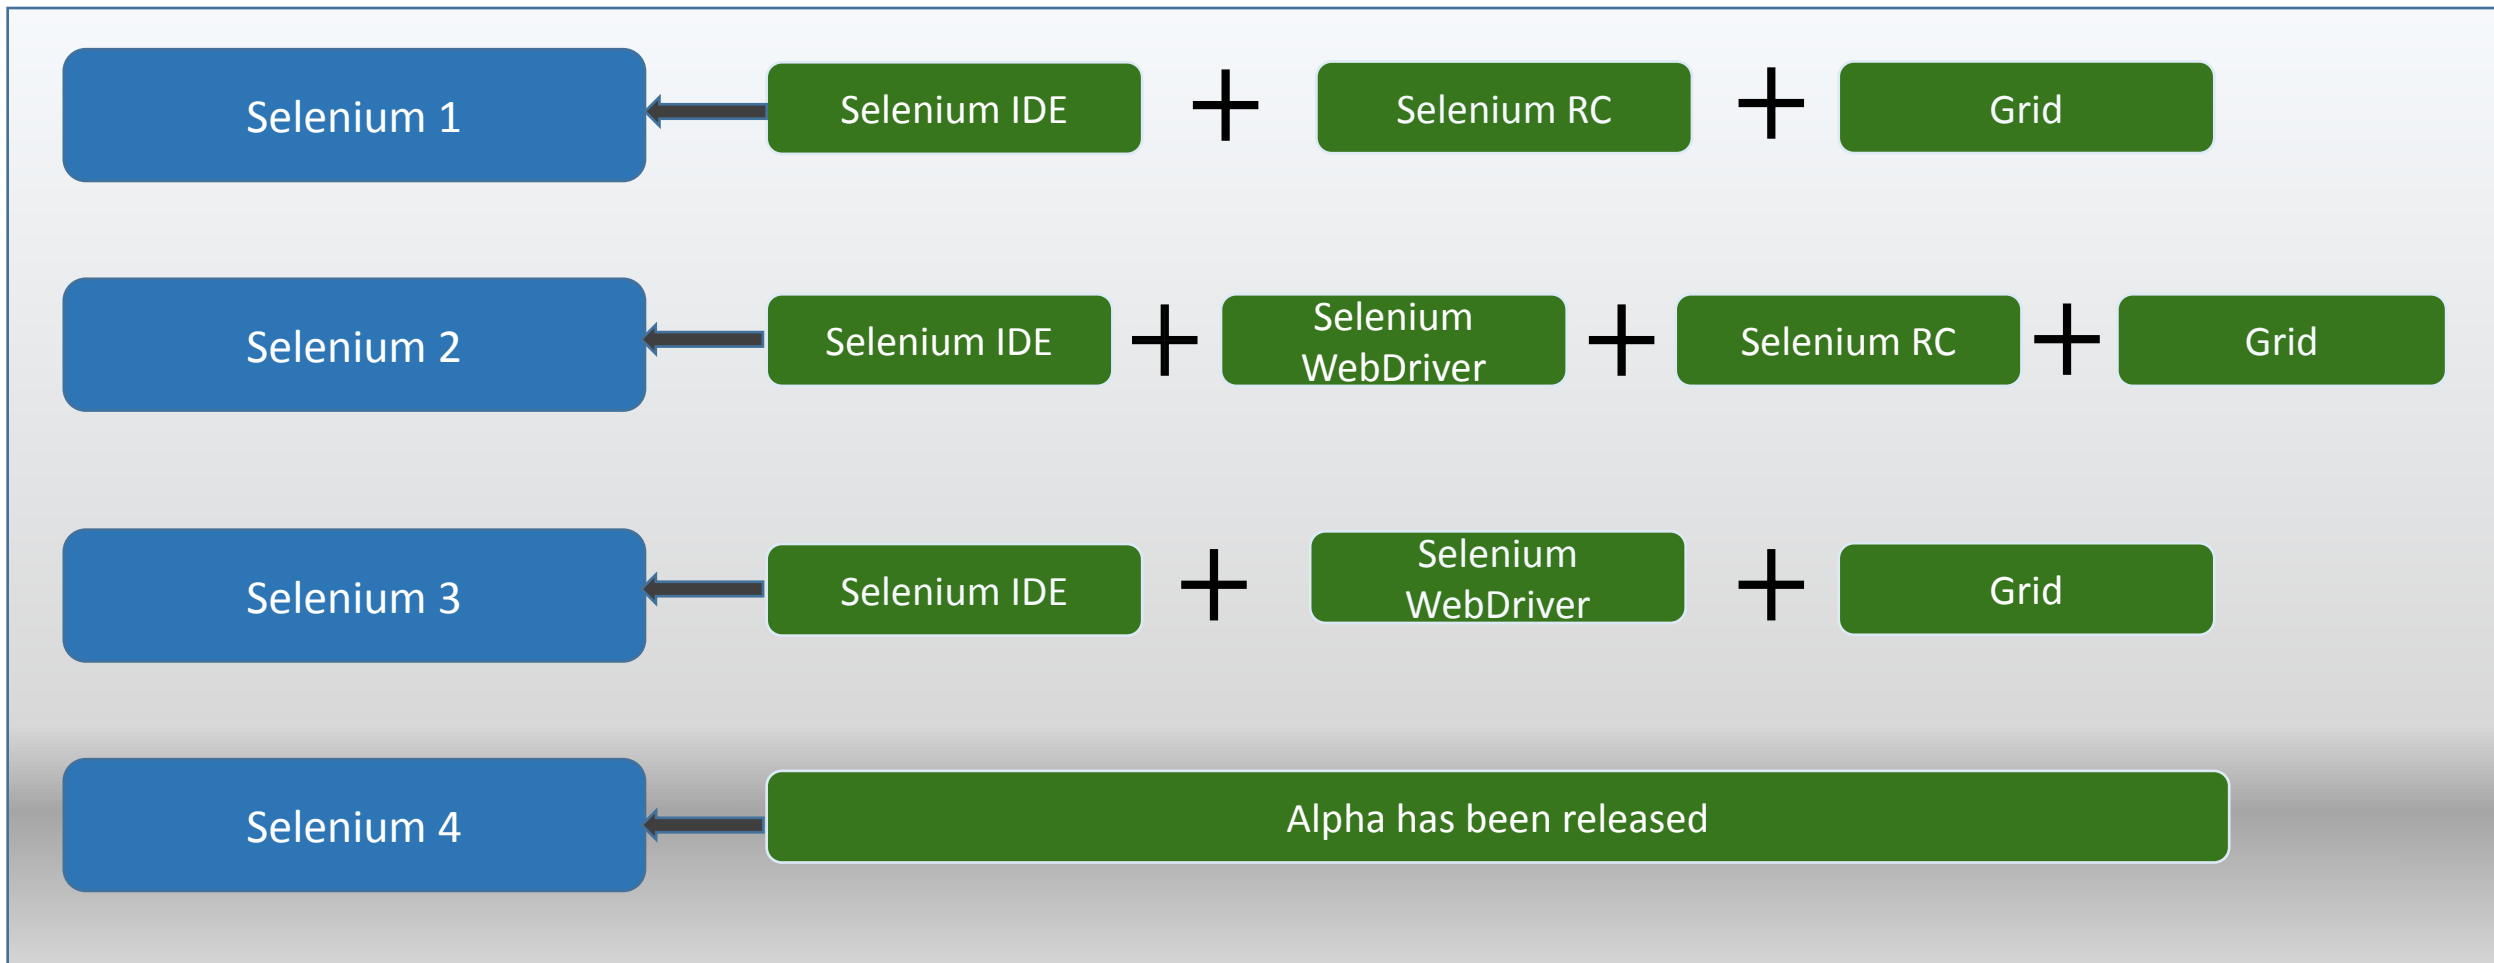 Selenium 1
Selenium IDE
Selenium RC
Grid
Selenium 2
Selenium IDE
Selenium
WebDriver
Selenium RC
Grid
Selenium 3
Selenium IDE
Selenium
WebDriver
Grid
Selenium 4
Alpha has been released